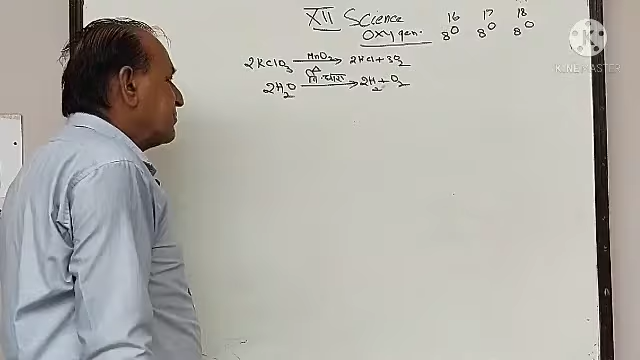 XII Science 16 17 18
Oxygen. 8O 8O 8O
2KClO3 MnO2 → 2KCl + 3O2
△
2H2O वि. धारा → 2H2 + O2
K
KINEMASTER